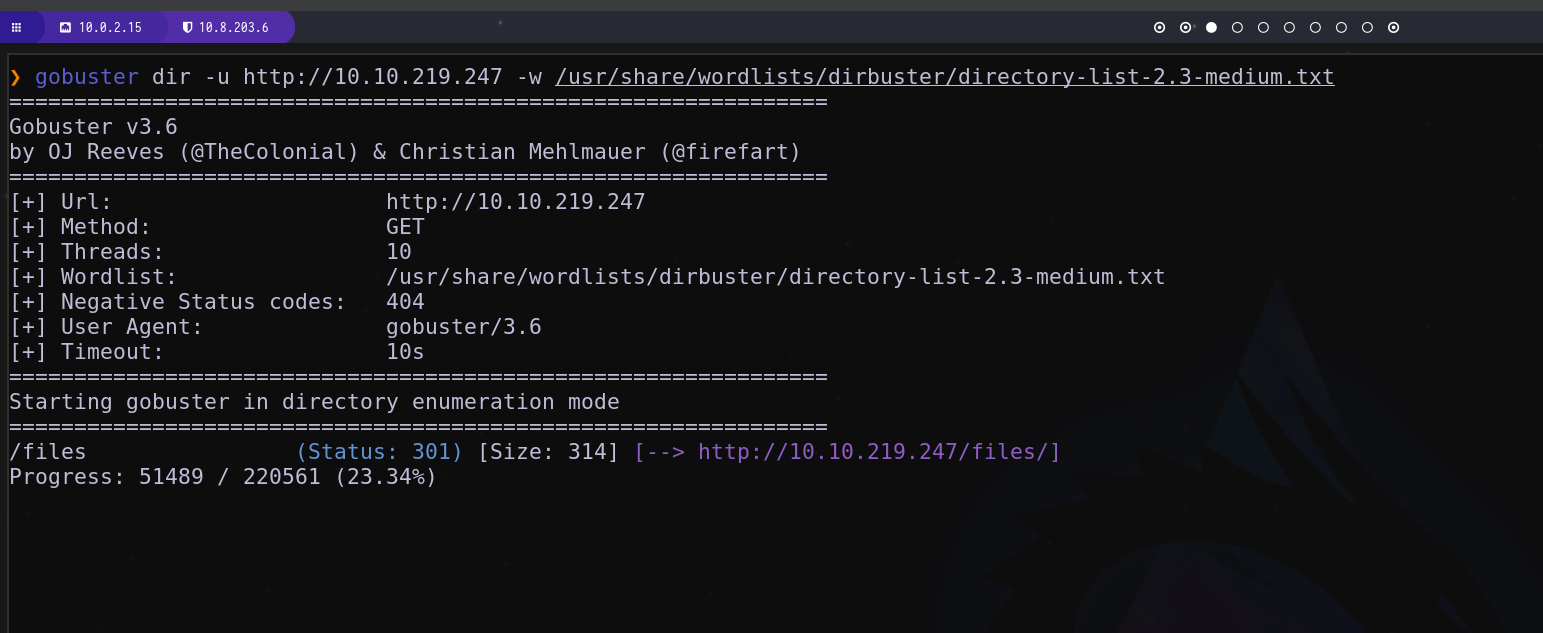 10.0.2.15 10.8.203.6
❯ gobuster dir -u http://10.10.219.247 -w /usr/share/wordlists/dirbuster/directory-list-2.3-medium.txt
===============================================================
Gobuster v3.6
by OJ Reeves (@TheColonial) & Christian Mehlmauer (@firefart)
===============================================================
[+] Url:                     http://10.10.219.247
[+] Method:                  GET
[+] Threads:                 10
[+] Wordlist:                /usr/share/wordlists/dirbuster/directory-list-2.3-medium.txt
[+] Negative Status codes:   404
[+] User Agent:              gobuster/3.6
[+] Timeout:                 10s
===============================================================
Starting gobuster in directory enumeration mode
===============================================================
/files                (Status: 301) [Size: 314] [--> http://10.10.219.247/files/]
Progress: 51489 / 220561 (23.34%)